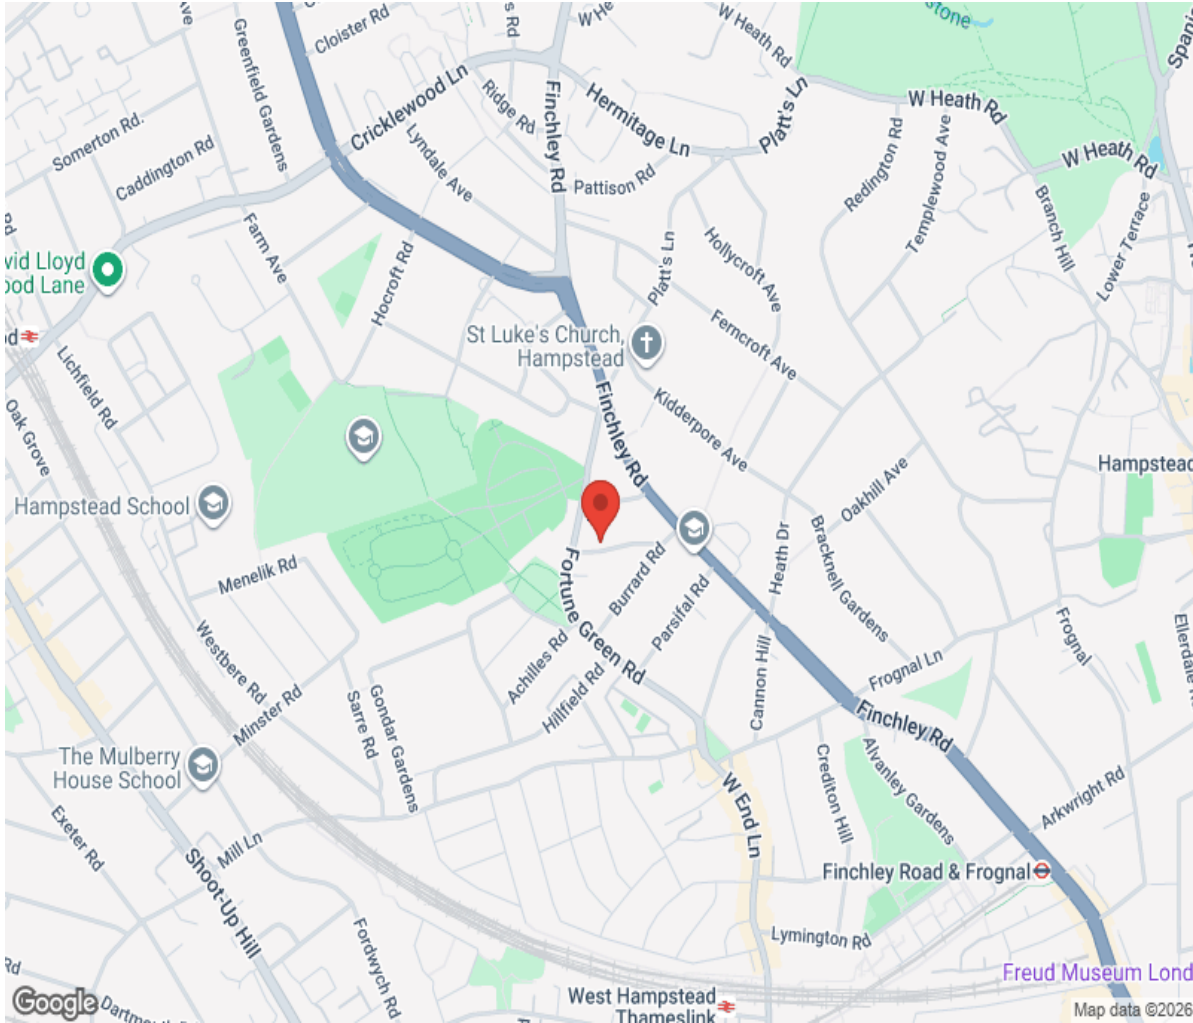 Cloister Rd
W Heath Rd
stone
Greenfield Gardens
Cricklewood Ln
Ridge Rd
Finchley Rd
Hermitage Ln
Platt's Ln
W Heath Rd
Somerton Rd.
Caddington Rd
Lyndale Ave
Pattison Rd
Redington Rd
Templewood Ave
W Heath Rd
Branch Hill
Lower Terrace
Farm Ave
Hocroft Rd
Platt's Ln
Hollycroft Ave
vid Lloyd
ood Lane
Ferncroft Ave
St Luke's Church,
Hampstead
Lichfield Rd
Oak Grove
Finchley Rd
Kidderpore Ave
Hampstead
Oakhill Ave
Hampstead School
Heath Dr
Bracknell Gardens
Menelik Rd
Fortune Green Rd
Burrard Rd
Parsifal Rd
Frognal
Westbere Rd
Achilles Rd
Hillfield Rd
Cannon Hill
Frognal Ln
Minster Rd
Sarre Rd
Gondar Gardens
Finchley Rd
The Mulberry
House School
W End Ln
Crediton Hill
Alvanley Gardens
Arkwright Rd
Exeter Rd
Mill Ln
Shoot-Up Hill
Finchley Road & Frognal
Fordwych Rd
Lymington Rd
Freud Museum Lond
West Hampstead
Thameslink
Google
Map data ©2026